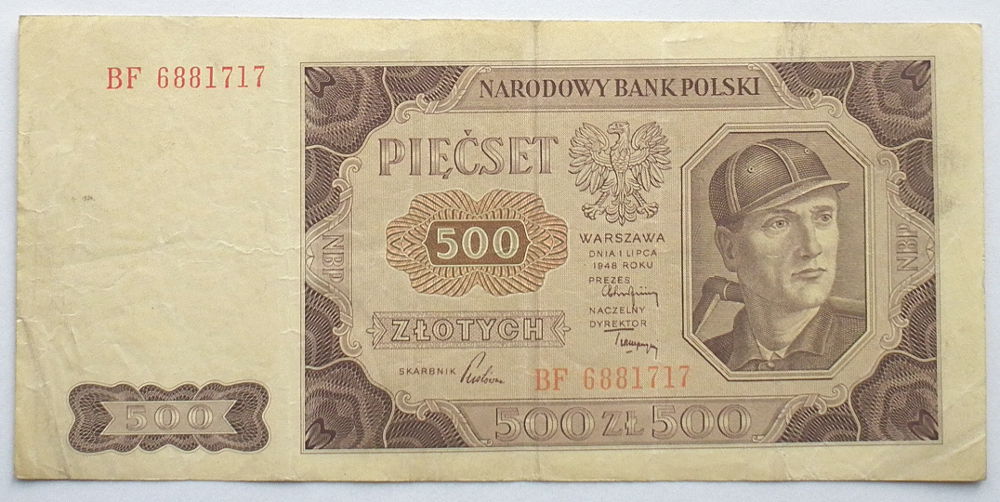 BF 6881717
NARODOWY BANK POLSKI
PIĘĆSET
500
WARSZAWA
DNIA 1 LIPCA
1948 ROKU
PREZES
NACZELNY
DYREKTOR
ZŁOTYCH
SKARBNIK
BF 6881717
NBP
NBP
500
500 ZŁ 500